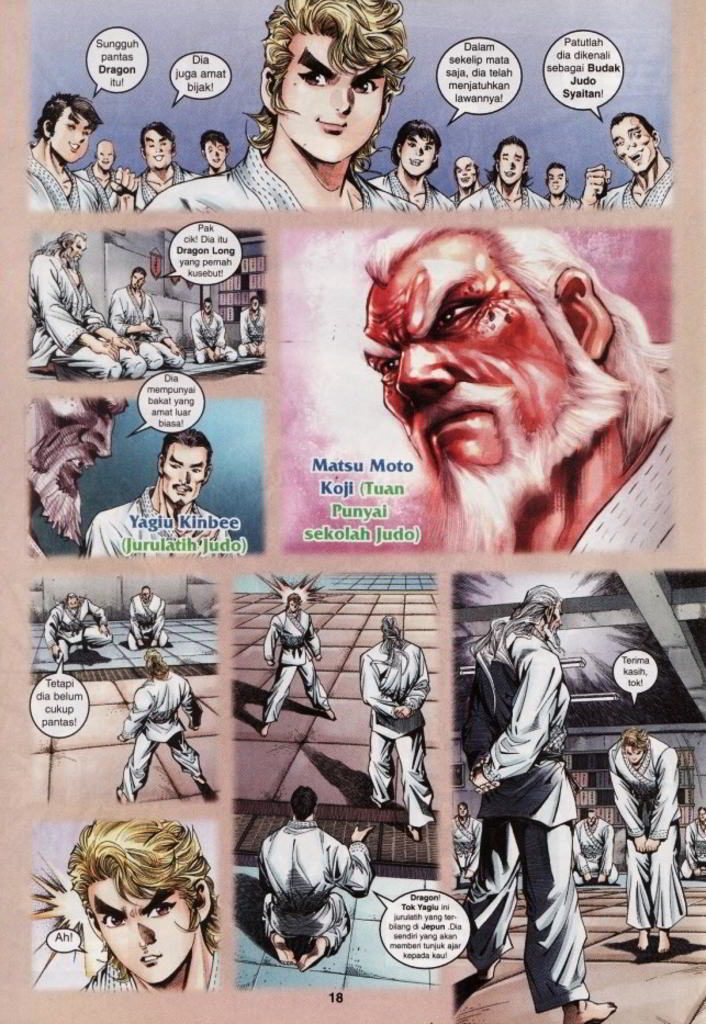 Sungguh
pantas
Dragon
itu!
Dia
juga amat
bijak!
Dalam
sekelip mata
saja, dia telah
menjatuhkan
lawannya!
Patutlah
dia dikenali
sebagai Budak
Judo
Syaitan!
Pak
cik! Dia itu
Dragon Long
yang pernah
kusebut!
Matsu Moto
Koji (Tuan
Punyai
sekolah Judo)
Dia
mempunyai
bakat yang
amat luar
biasa!
Yagiu Kinbee
(Jurulatih Judo)
Tetapi
dia belum
cukup
pantas!
Ah!
Dragon!
Tok Yagiu ini
jurulatih yang ter-
bilang di Jepun .Dia
sendiri yang akan
memberi tunjuk ajar
kepada kau!
Terima
kasih,
tok!
18